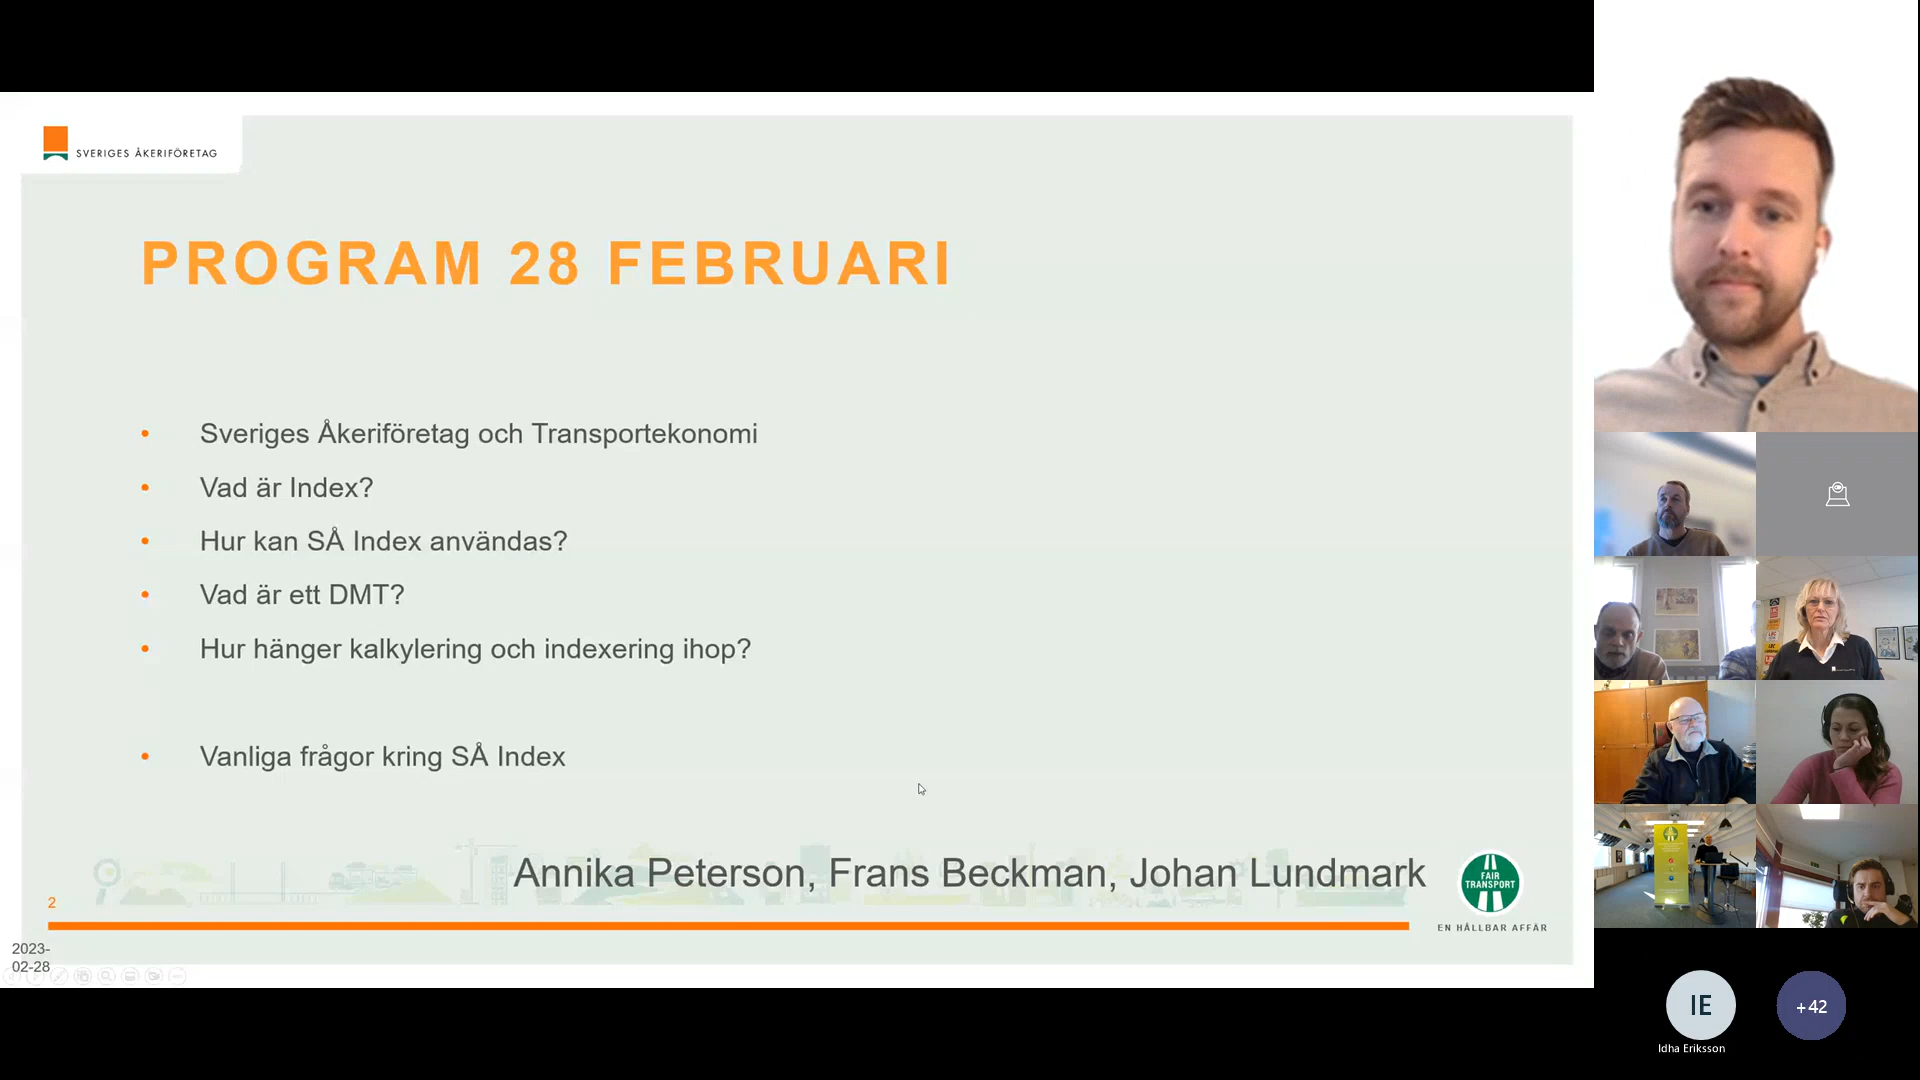 SVERIGES ÅKERIFÖRETAG
PROGRAM 28 FEBRUARI
• Sveriges Åkeriföretag och Transportekonomi
• Vad är Index?
• Hur kan SÅ Index användas?
• Vad är ett DMT?
• Hur hänger kalkylering och indexering ihop?
• Vanliga frågor kring SÅ Index
Annika Peterson, Frans Beckman, Johan Lundmark
FAIR
TRANSPORT
EN HÅLLBAR AFFÄR
2
2023-
02-28
IE
Idha Eriksson
+42